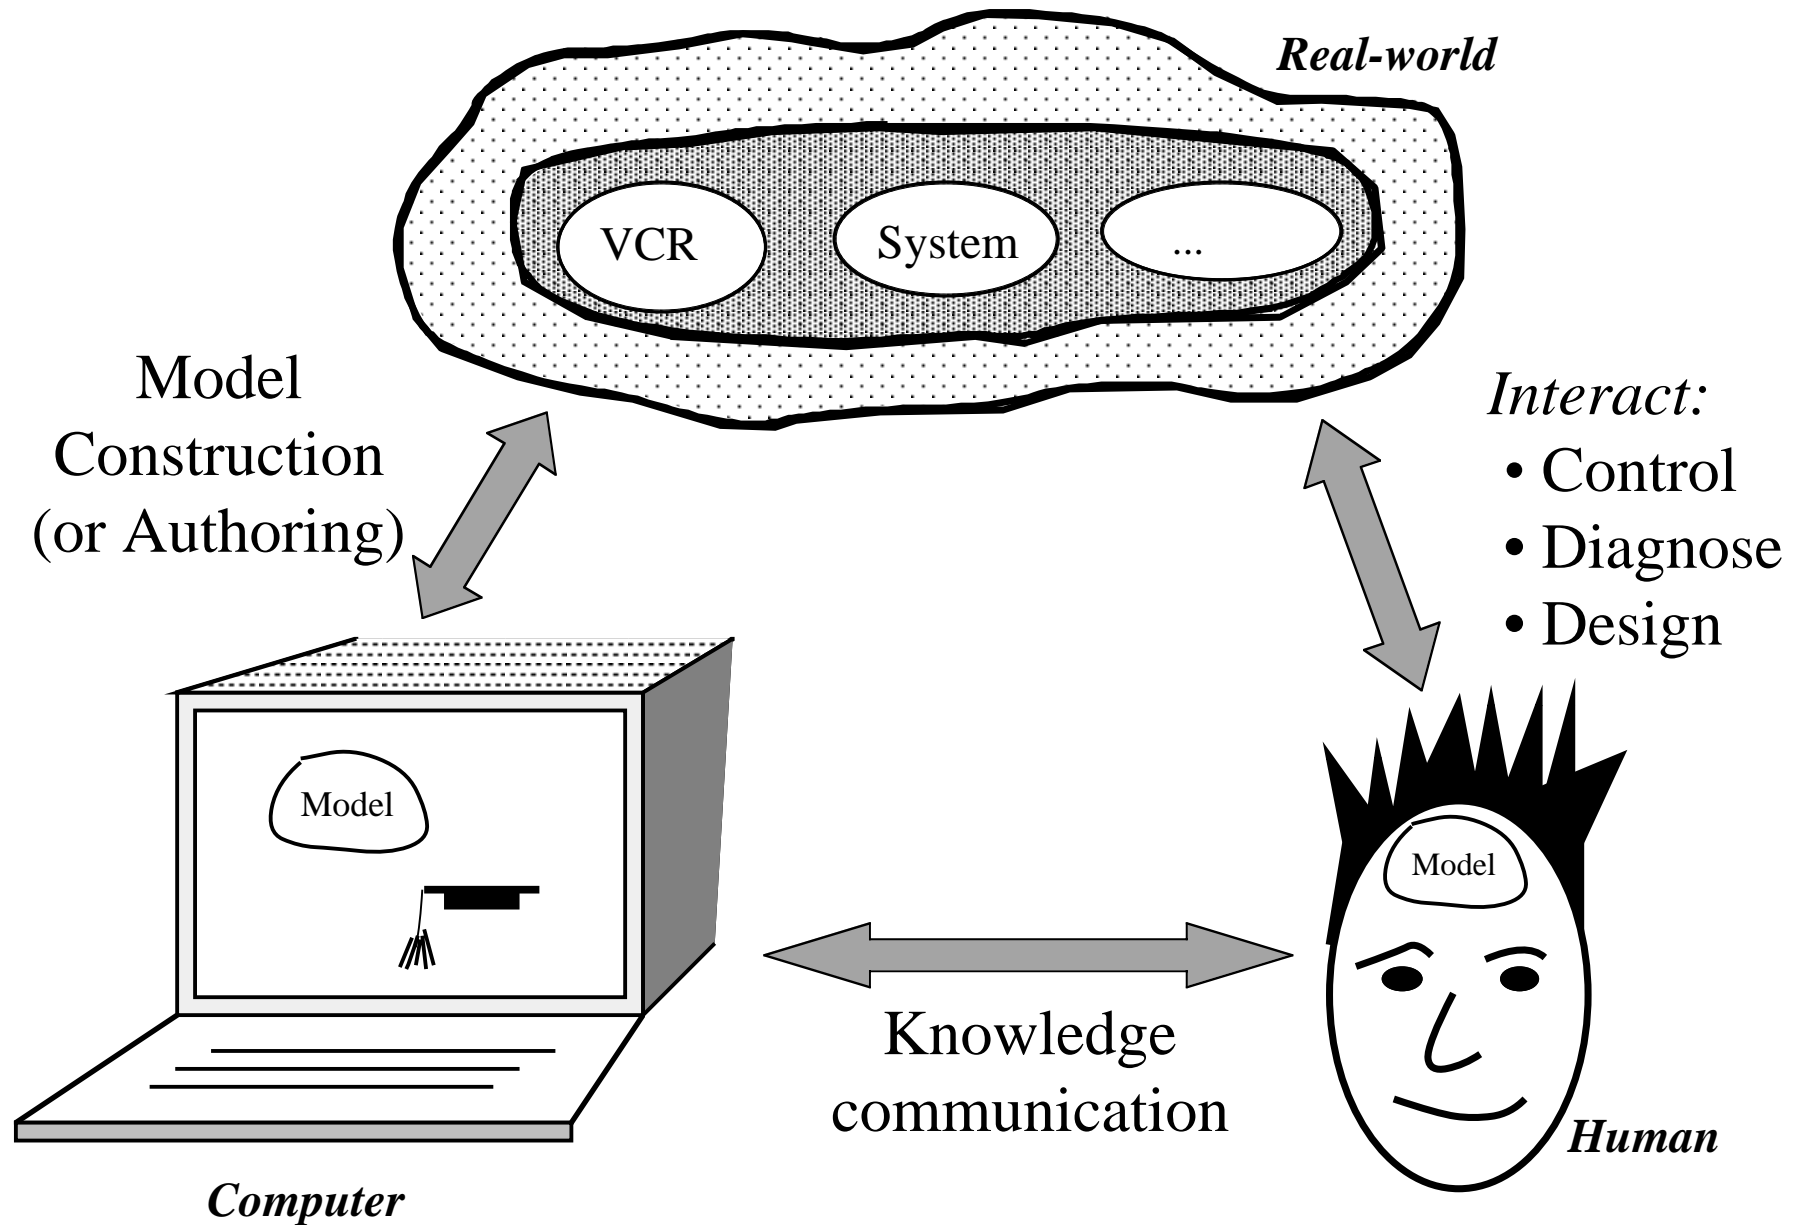 Real-world
VCR
System
...
Model
Construction
(or Authoring)
Interact:
• Control
• Diagnose
• Design
Model
Model
Knowledge
communication
Human
Computer